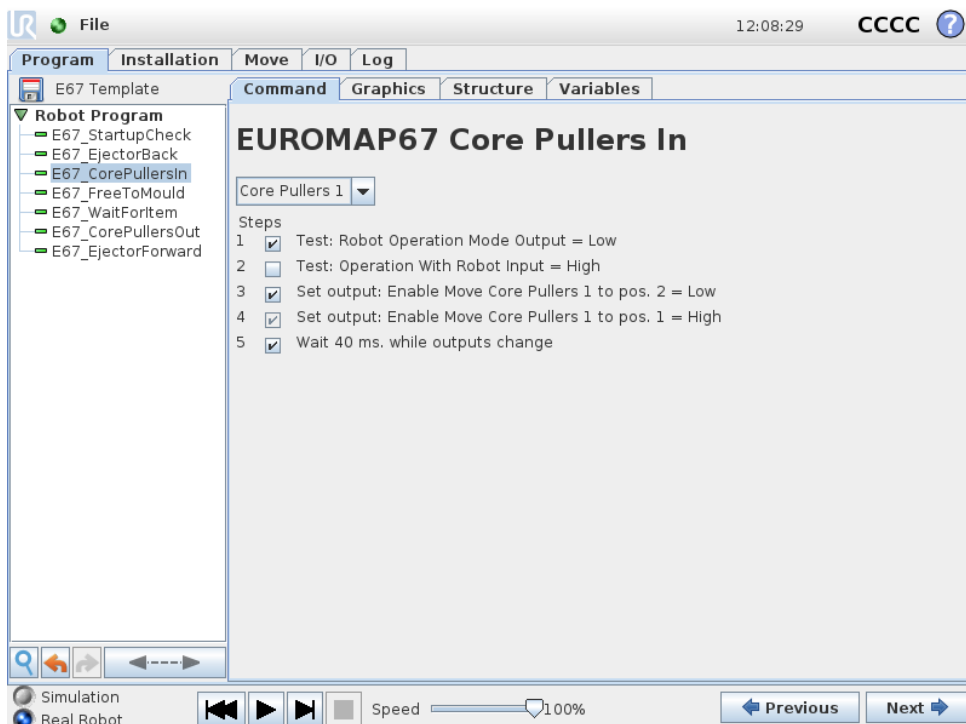 UR File 12:08:29 CCCC ?
Program Installation Move I/O Log
E67 Template Command Graphics Structure Variables
Robot Program
E67_StartupCheck
E67_EjectorBack
E67_CorePullersIn
E67_FreeToMould
E67_WaitForItem
E67_CorePullersOut
E67_EjectorForward
EUROMAP67 Core Pullers In
Core Pullers 1
Steps
1 Test: Robot Operation Mode Output = Low
2 Test: Operation With Robot Input = High
3 Set output: Enable Move Core Pullers 1 to pos. 2 = Low
4 Set output: Enable Move Core Pullers 1 to pos. 1 = High
5 Wait 40 ms. while outputs change
Simulation
Real Robot
Speed 100%
Previous Next